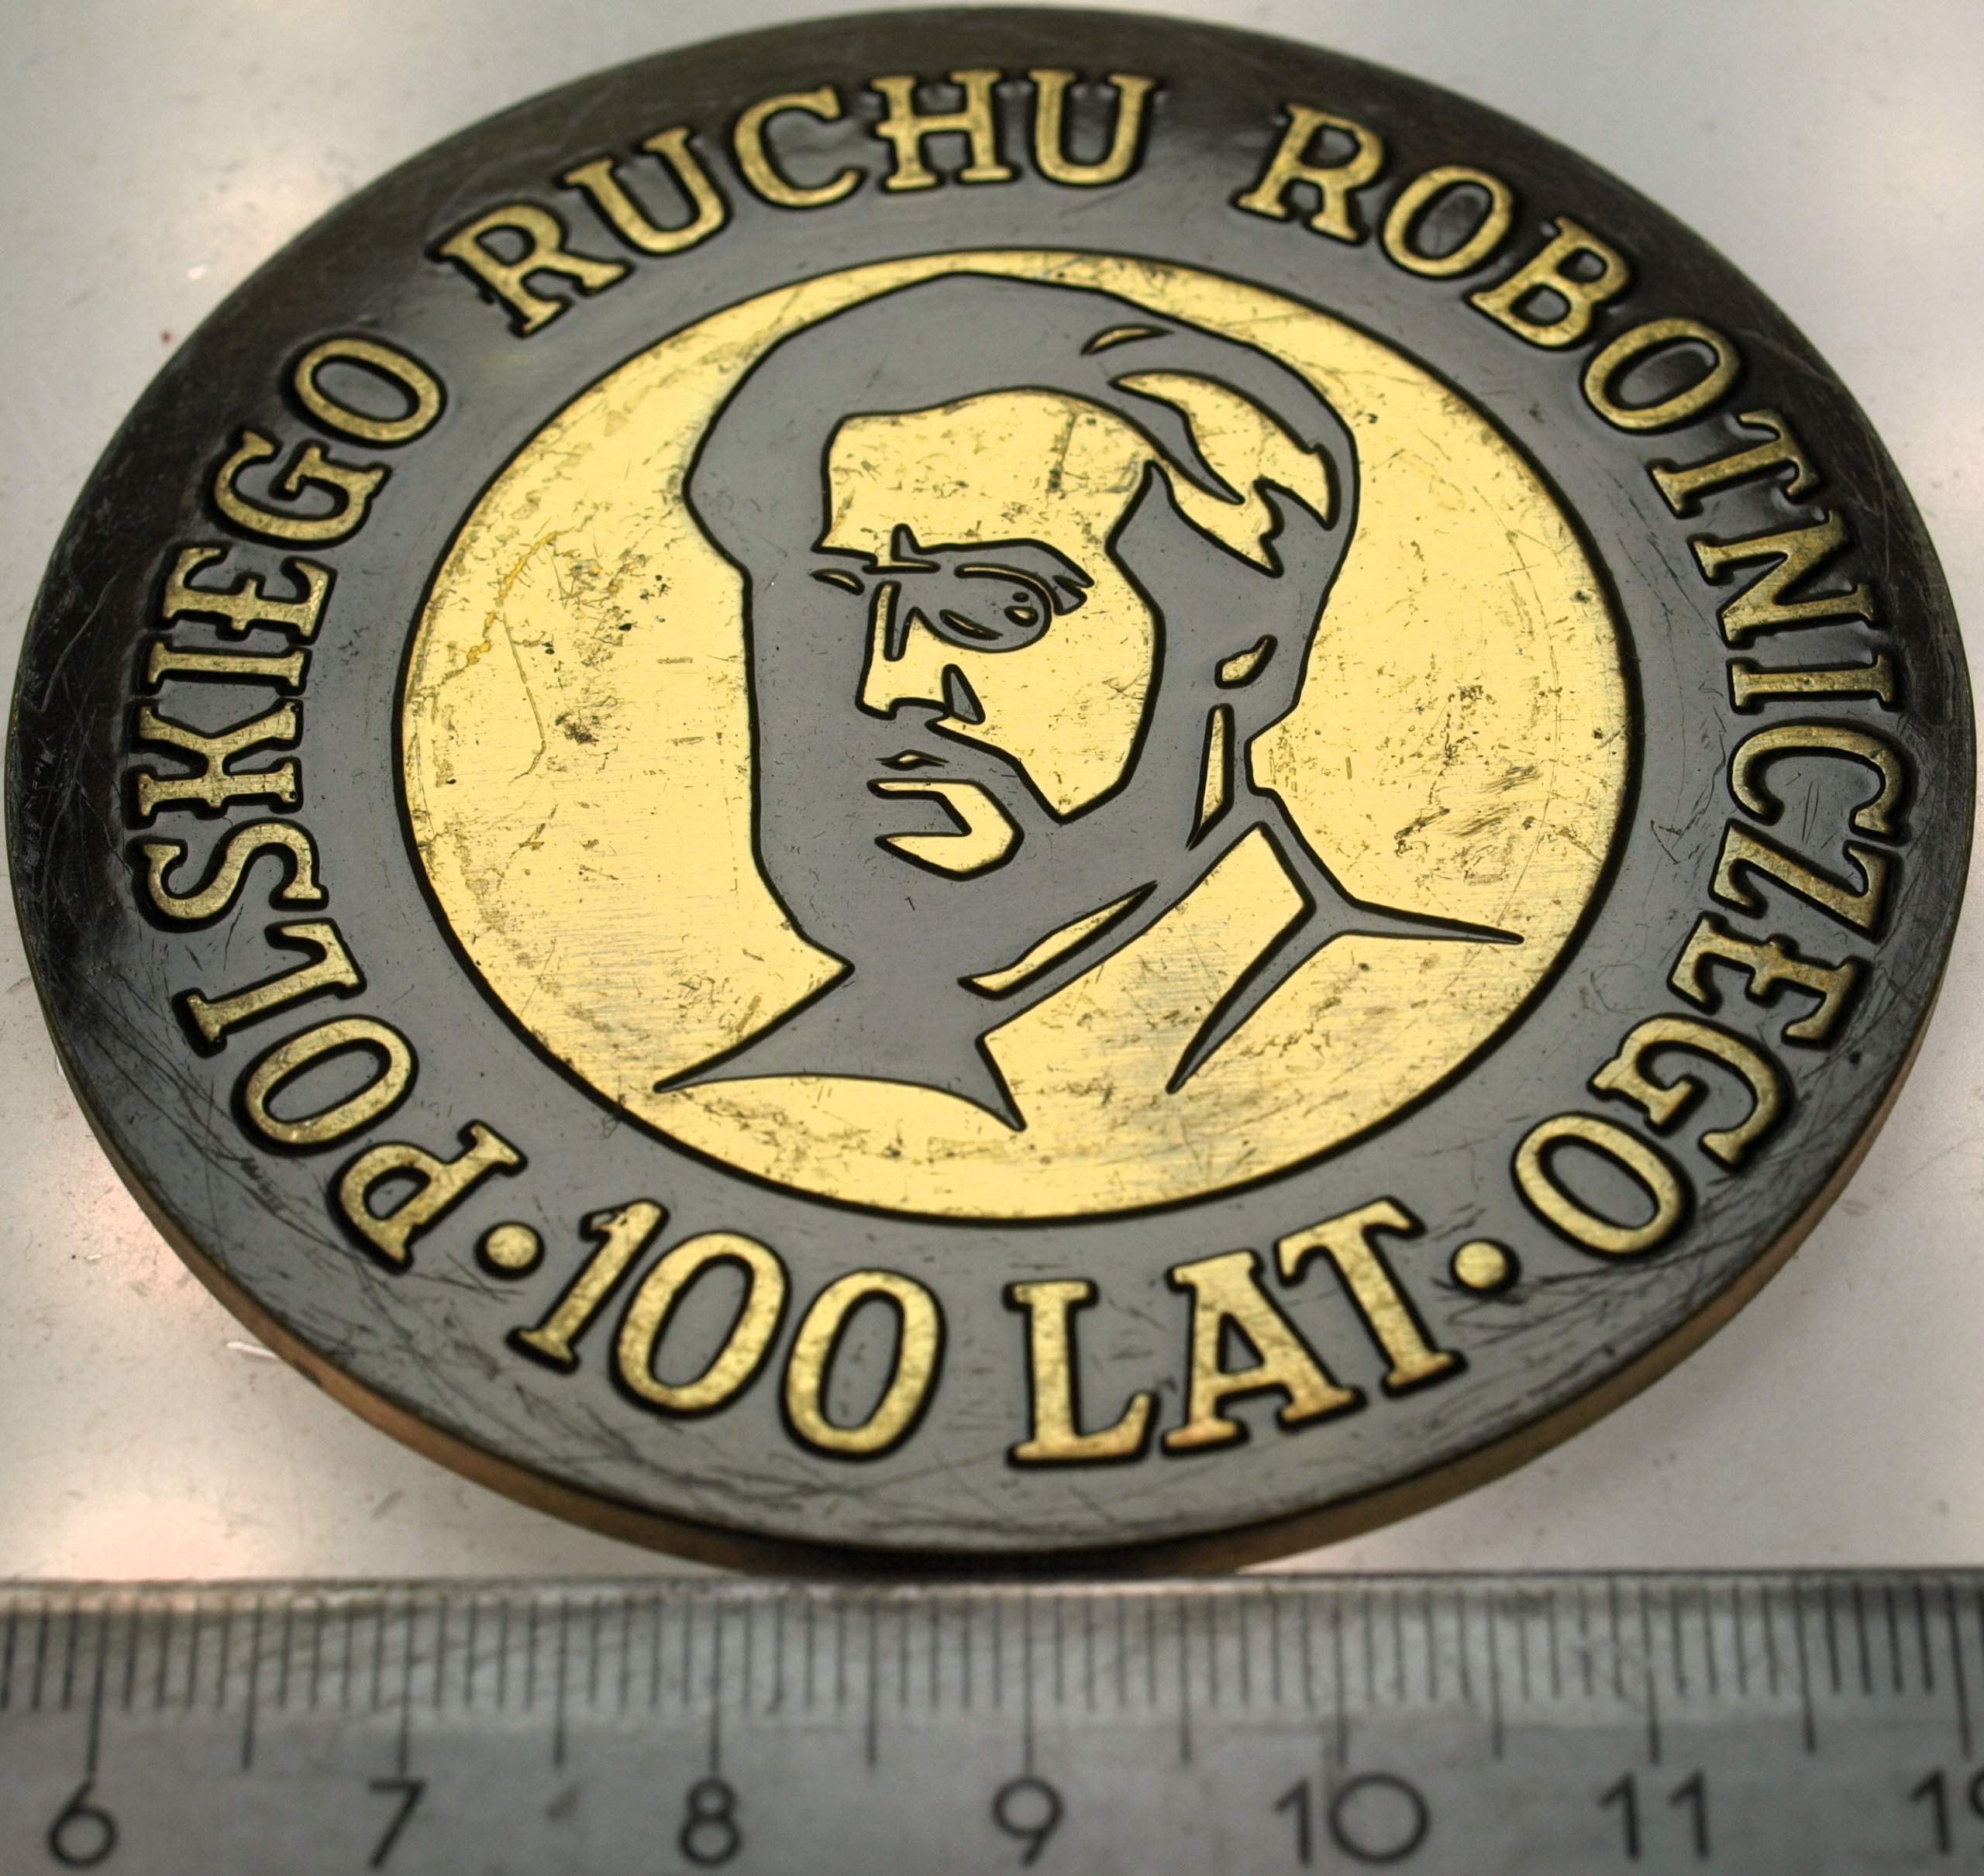 • 100 LAT •
POLSKIEGO RUCHU ROBOTNICZEGO
6 7 8 9 10 11